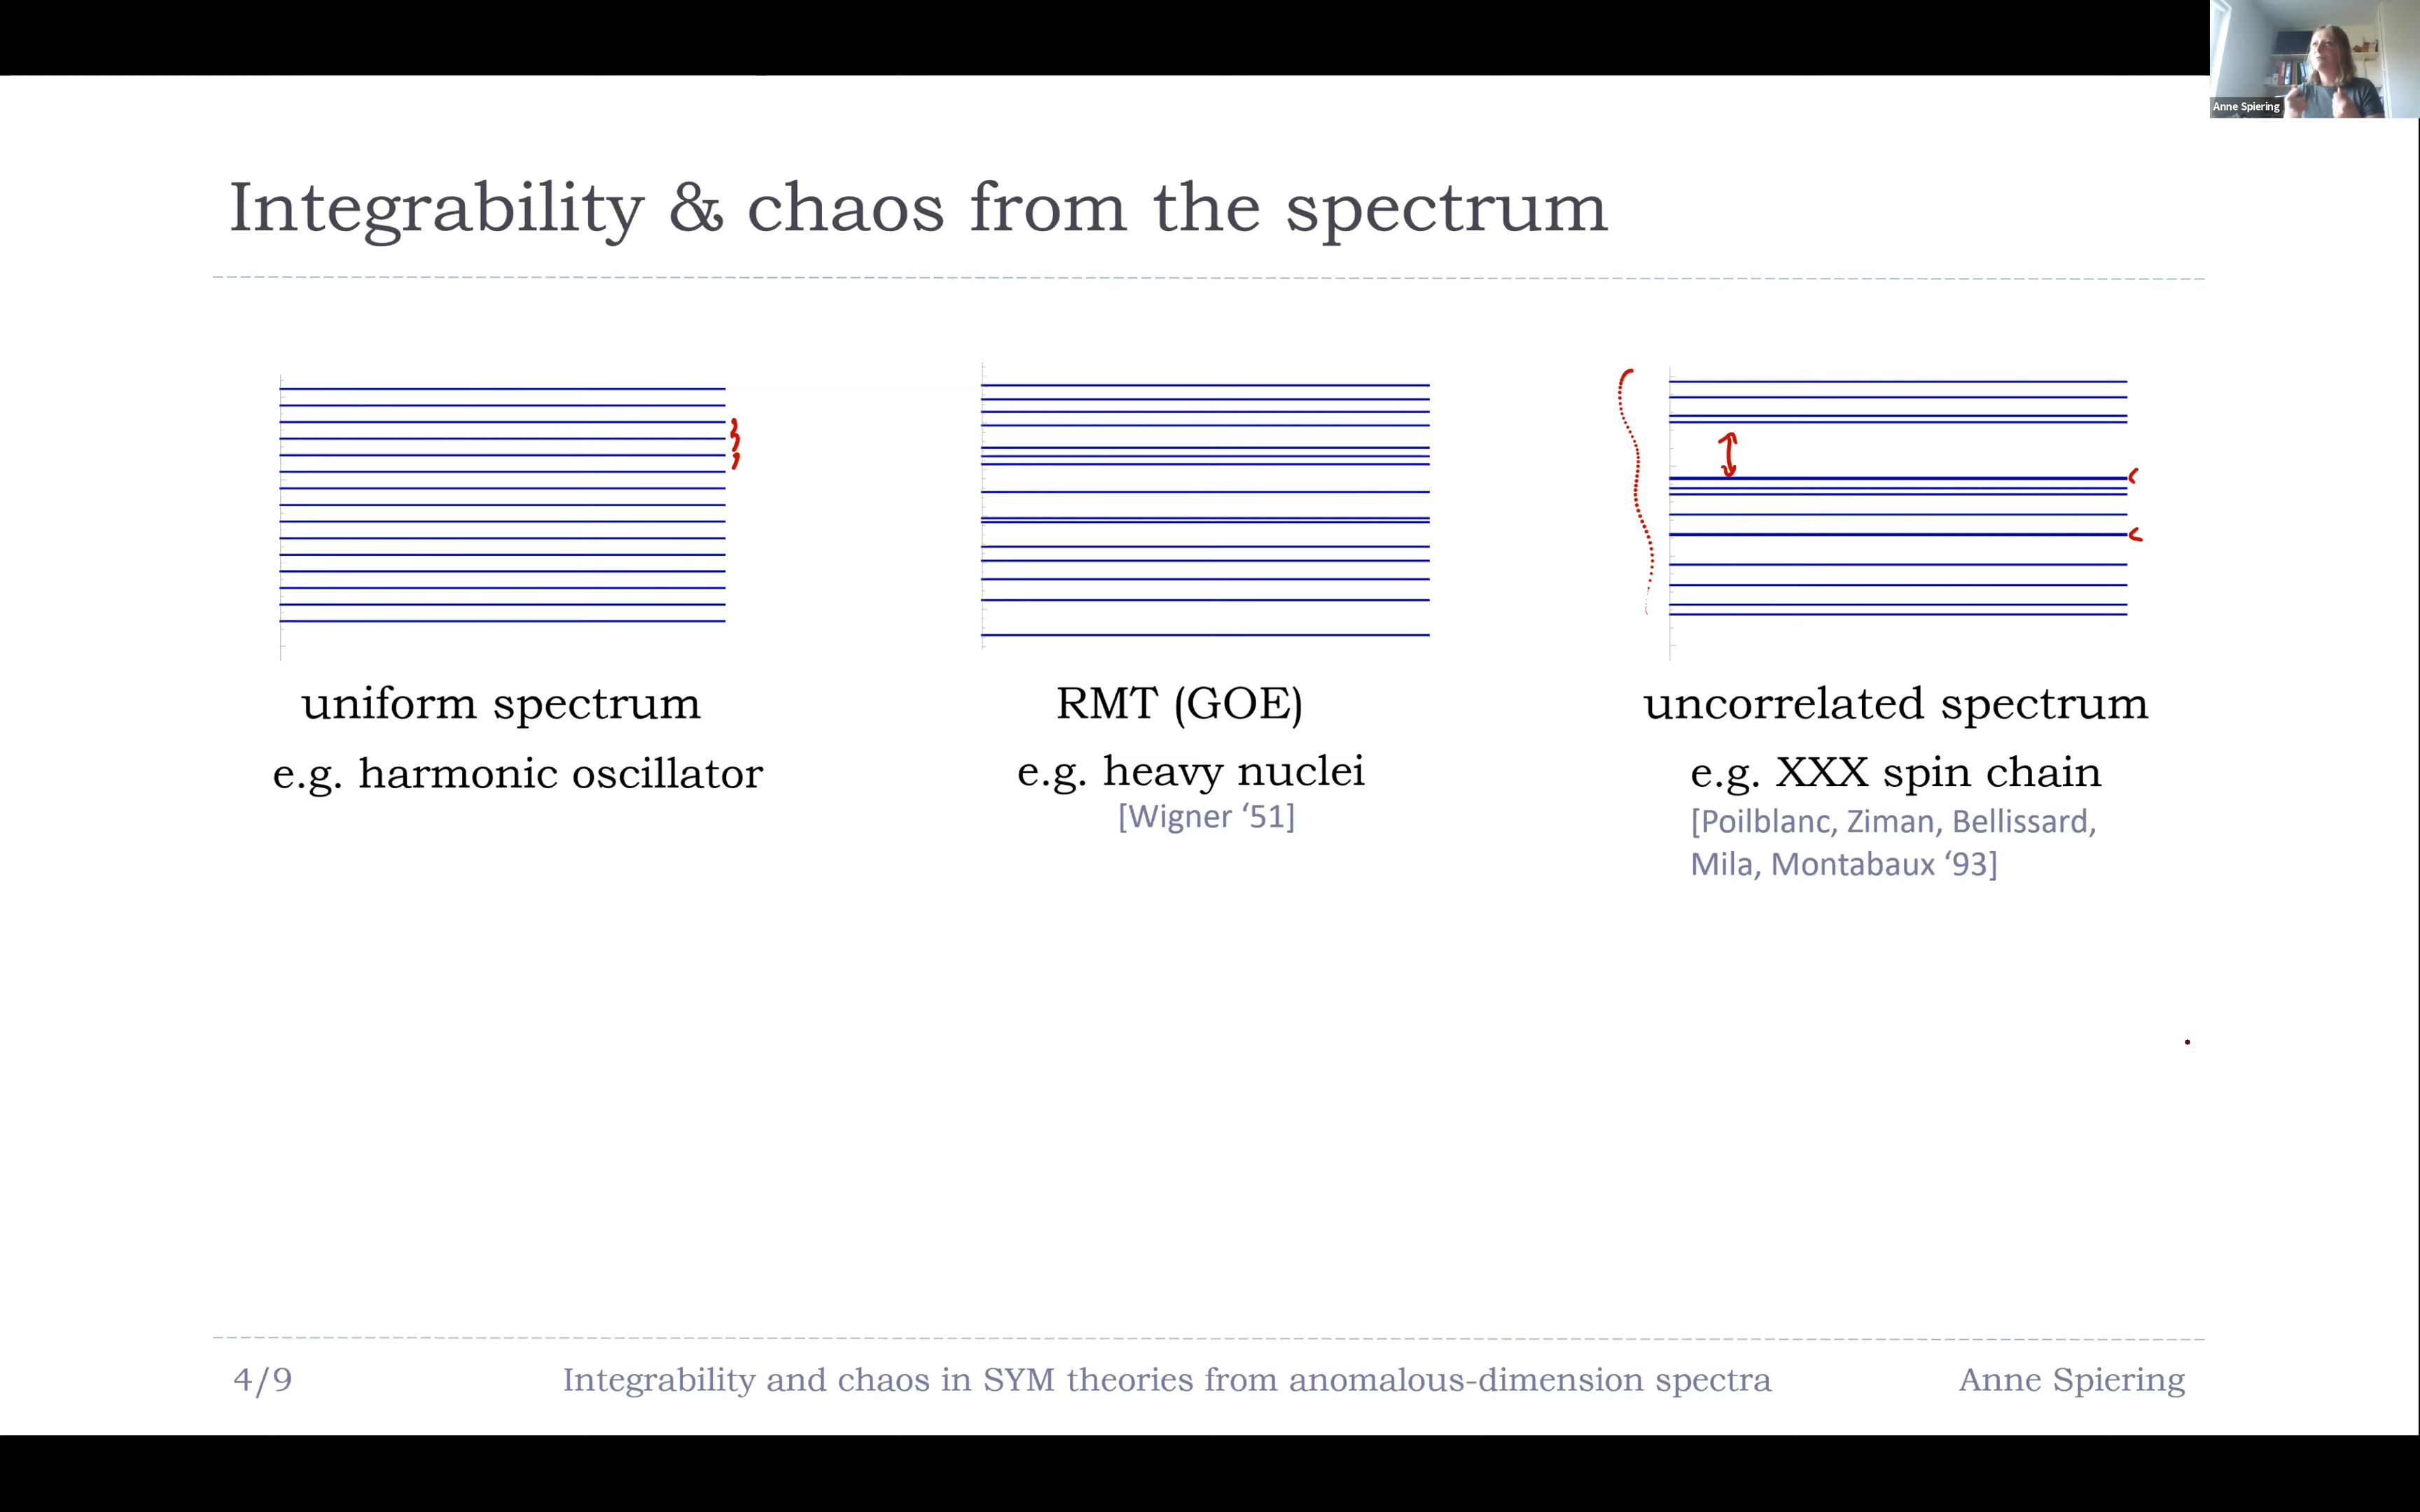 Anne Spiering
Integrability & chaos from the spectrum
uniform spectrum
e.g. harmonic oscillator
RMT (GOE)
e.g. heavy nuclei
[Wigner ‘51]
uncorrelated spectrum
e.g. XXX spin chain
[Poilblanc, Ziman, Bellissard,
Mila, Montabaux ‘93]
4/9
Integrability and chaos in SYM theories from anomalous-dimension spectra
Anne Spiering